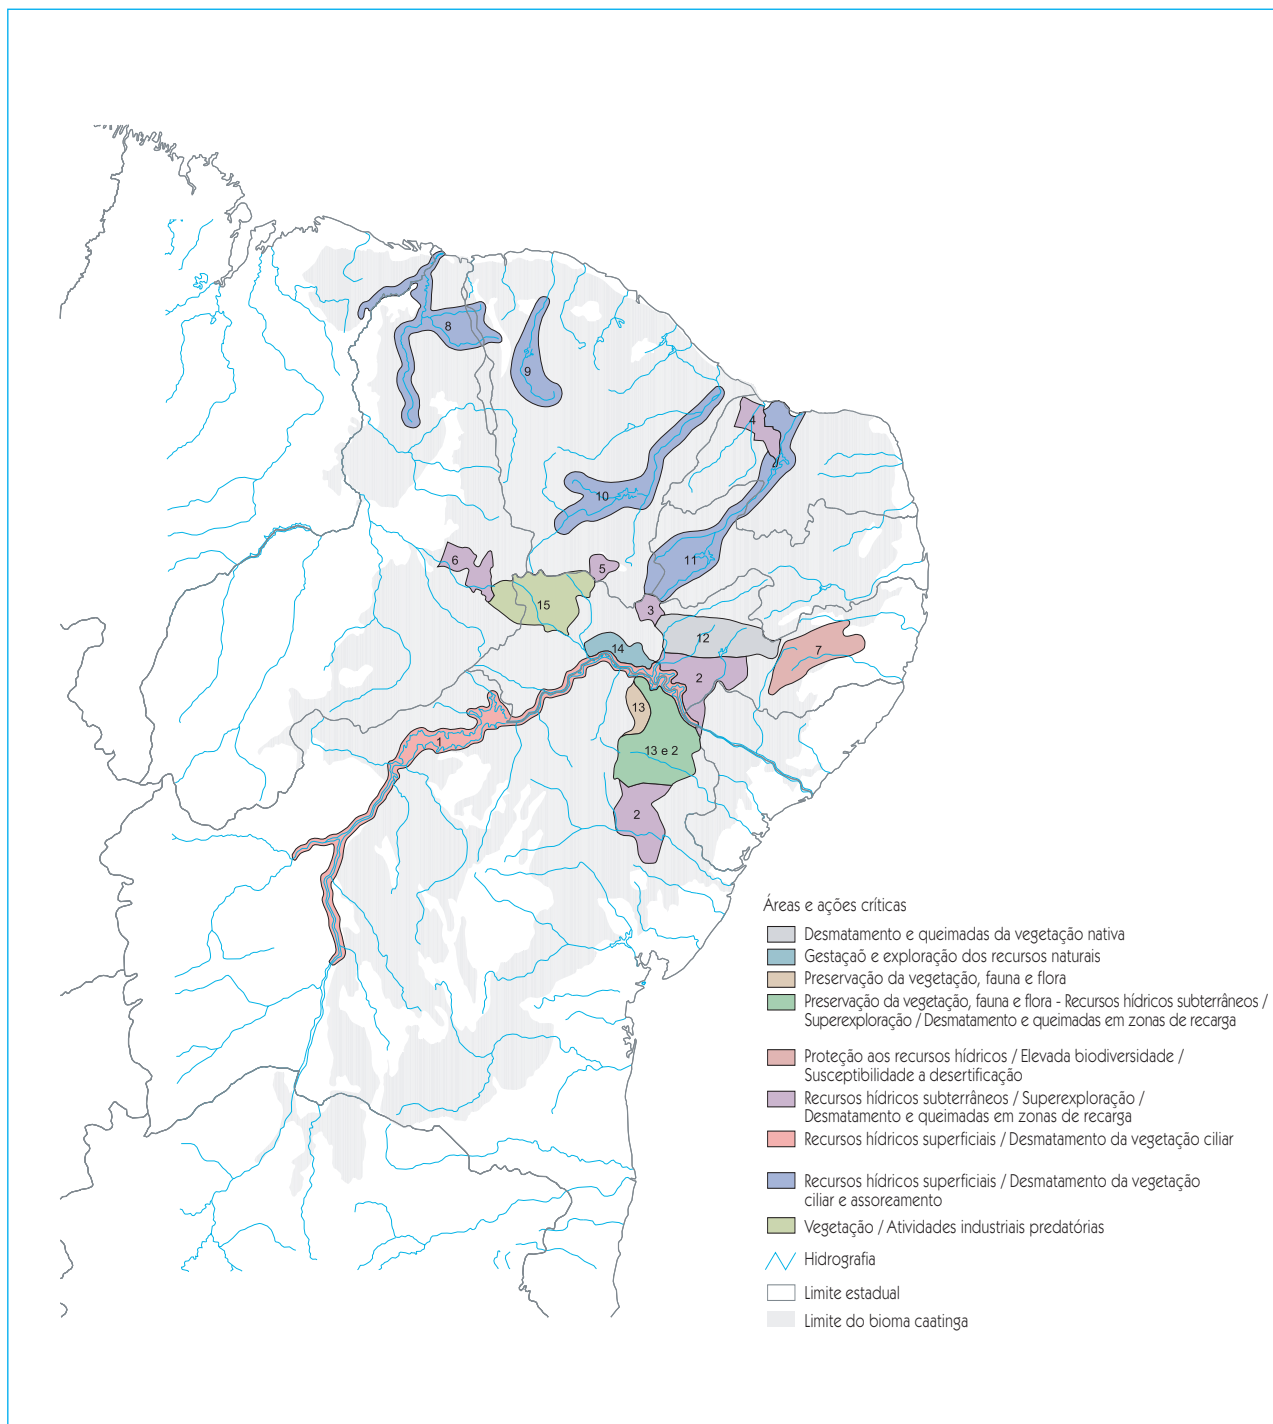 8
9
4
10
11
6
5
15
3
12
7
14
2
13
1
13 e 2
2
Áreas e ações críticas
Desmatamento e queimadas da vegetação nativa
Gestaçaõ e exploração dos recursos naturais
Preservação da vegetação, fauna e flora
Preservação da vegetação, fauna e flora - Recursos hídricos subterrâneos /
Superexploração / Desmatamento e queimadas em zonas de recarga
Proteção aos recursos hídricos / Elevada biodiversidade /
Susceptibilidade a desertificação
Recursos hídricos subterrâneos / Superexploração /
Desmatamento e queimadas em zonas de recarga
Recursos hídricos superficiais / Desmatamento da vegetação ciliar
Recursos hídricos superficiais / Desmatamento da vegetação
ciliar e assoreamento
Vegetação / Atividades industriais predatórias
Hidrografia
Limite estadual
Limite do bioma caatinga